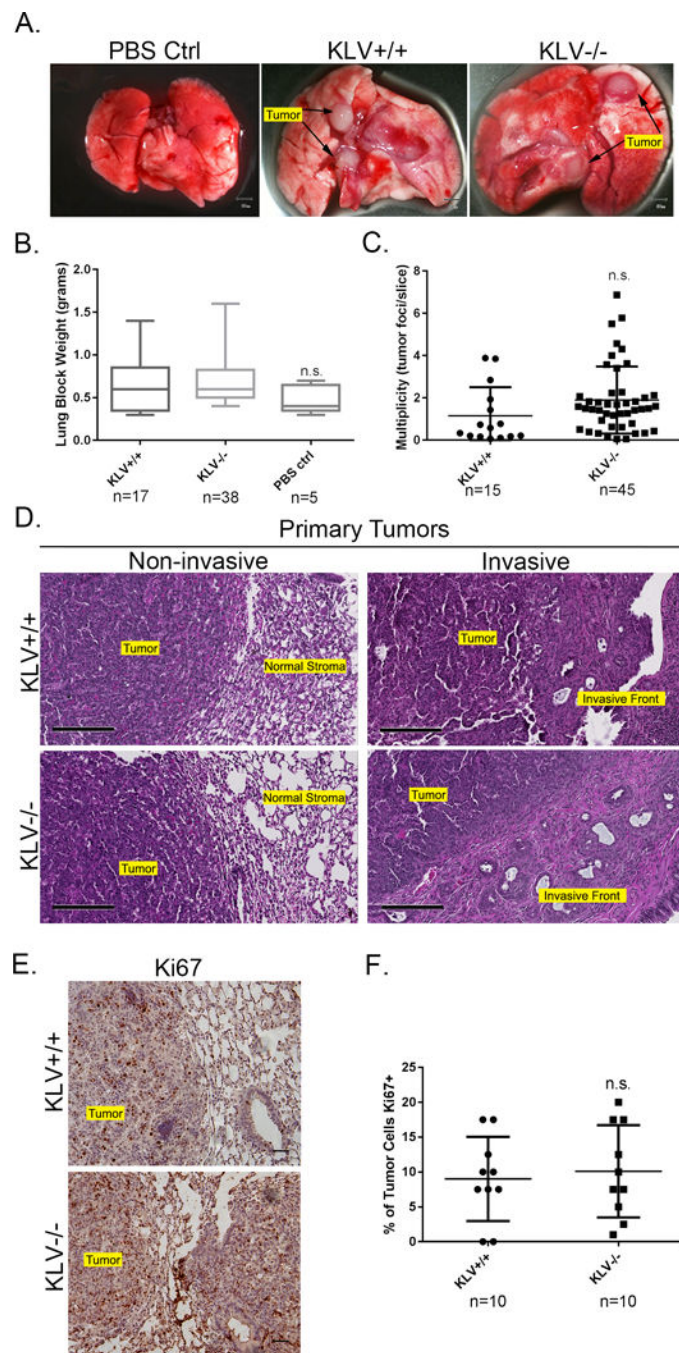 A.
PBS Ctrl KLV+/+ KLV-/-
Tumor
Tumor
B.
Lung Block Weight (grams)
2.0
1.5
1.0
0.5
0.0
n.s.
KLV+/+ KLV-/- PBS ctrl
n=17 n=38 n=5
C.
Multiplicity (tumor foci/slice)
8
6
4
2
0
n.s.
KLV+/+ KLV-/-
n=15 n=45
D.
Primary Tumors
Non-invasive Invasive
KLV+/+
Tumor
Normal Stroma
Tumor
Invasive Front
KLV-/-
Tumor
Normal Stroma
Tumor
Invasive Front
E.
Ki67
KLV+/+
Tumor
KLV-/-
Tumor
F.
% of Tumor Cells Ki67+
25
20
15
10
5
0
n.s.
KLV+/+ KLV-/-
n=10 n=10